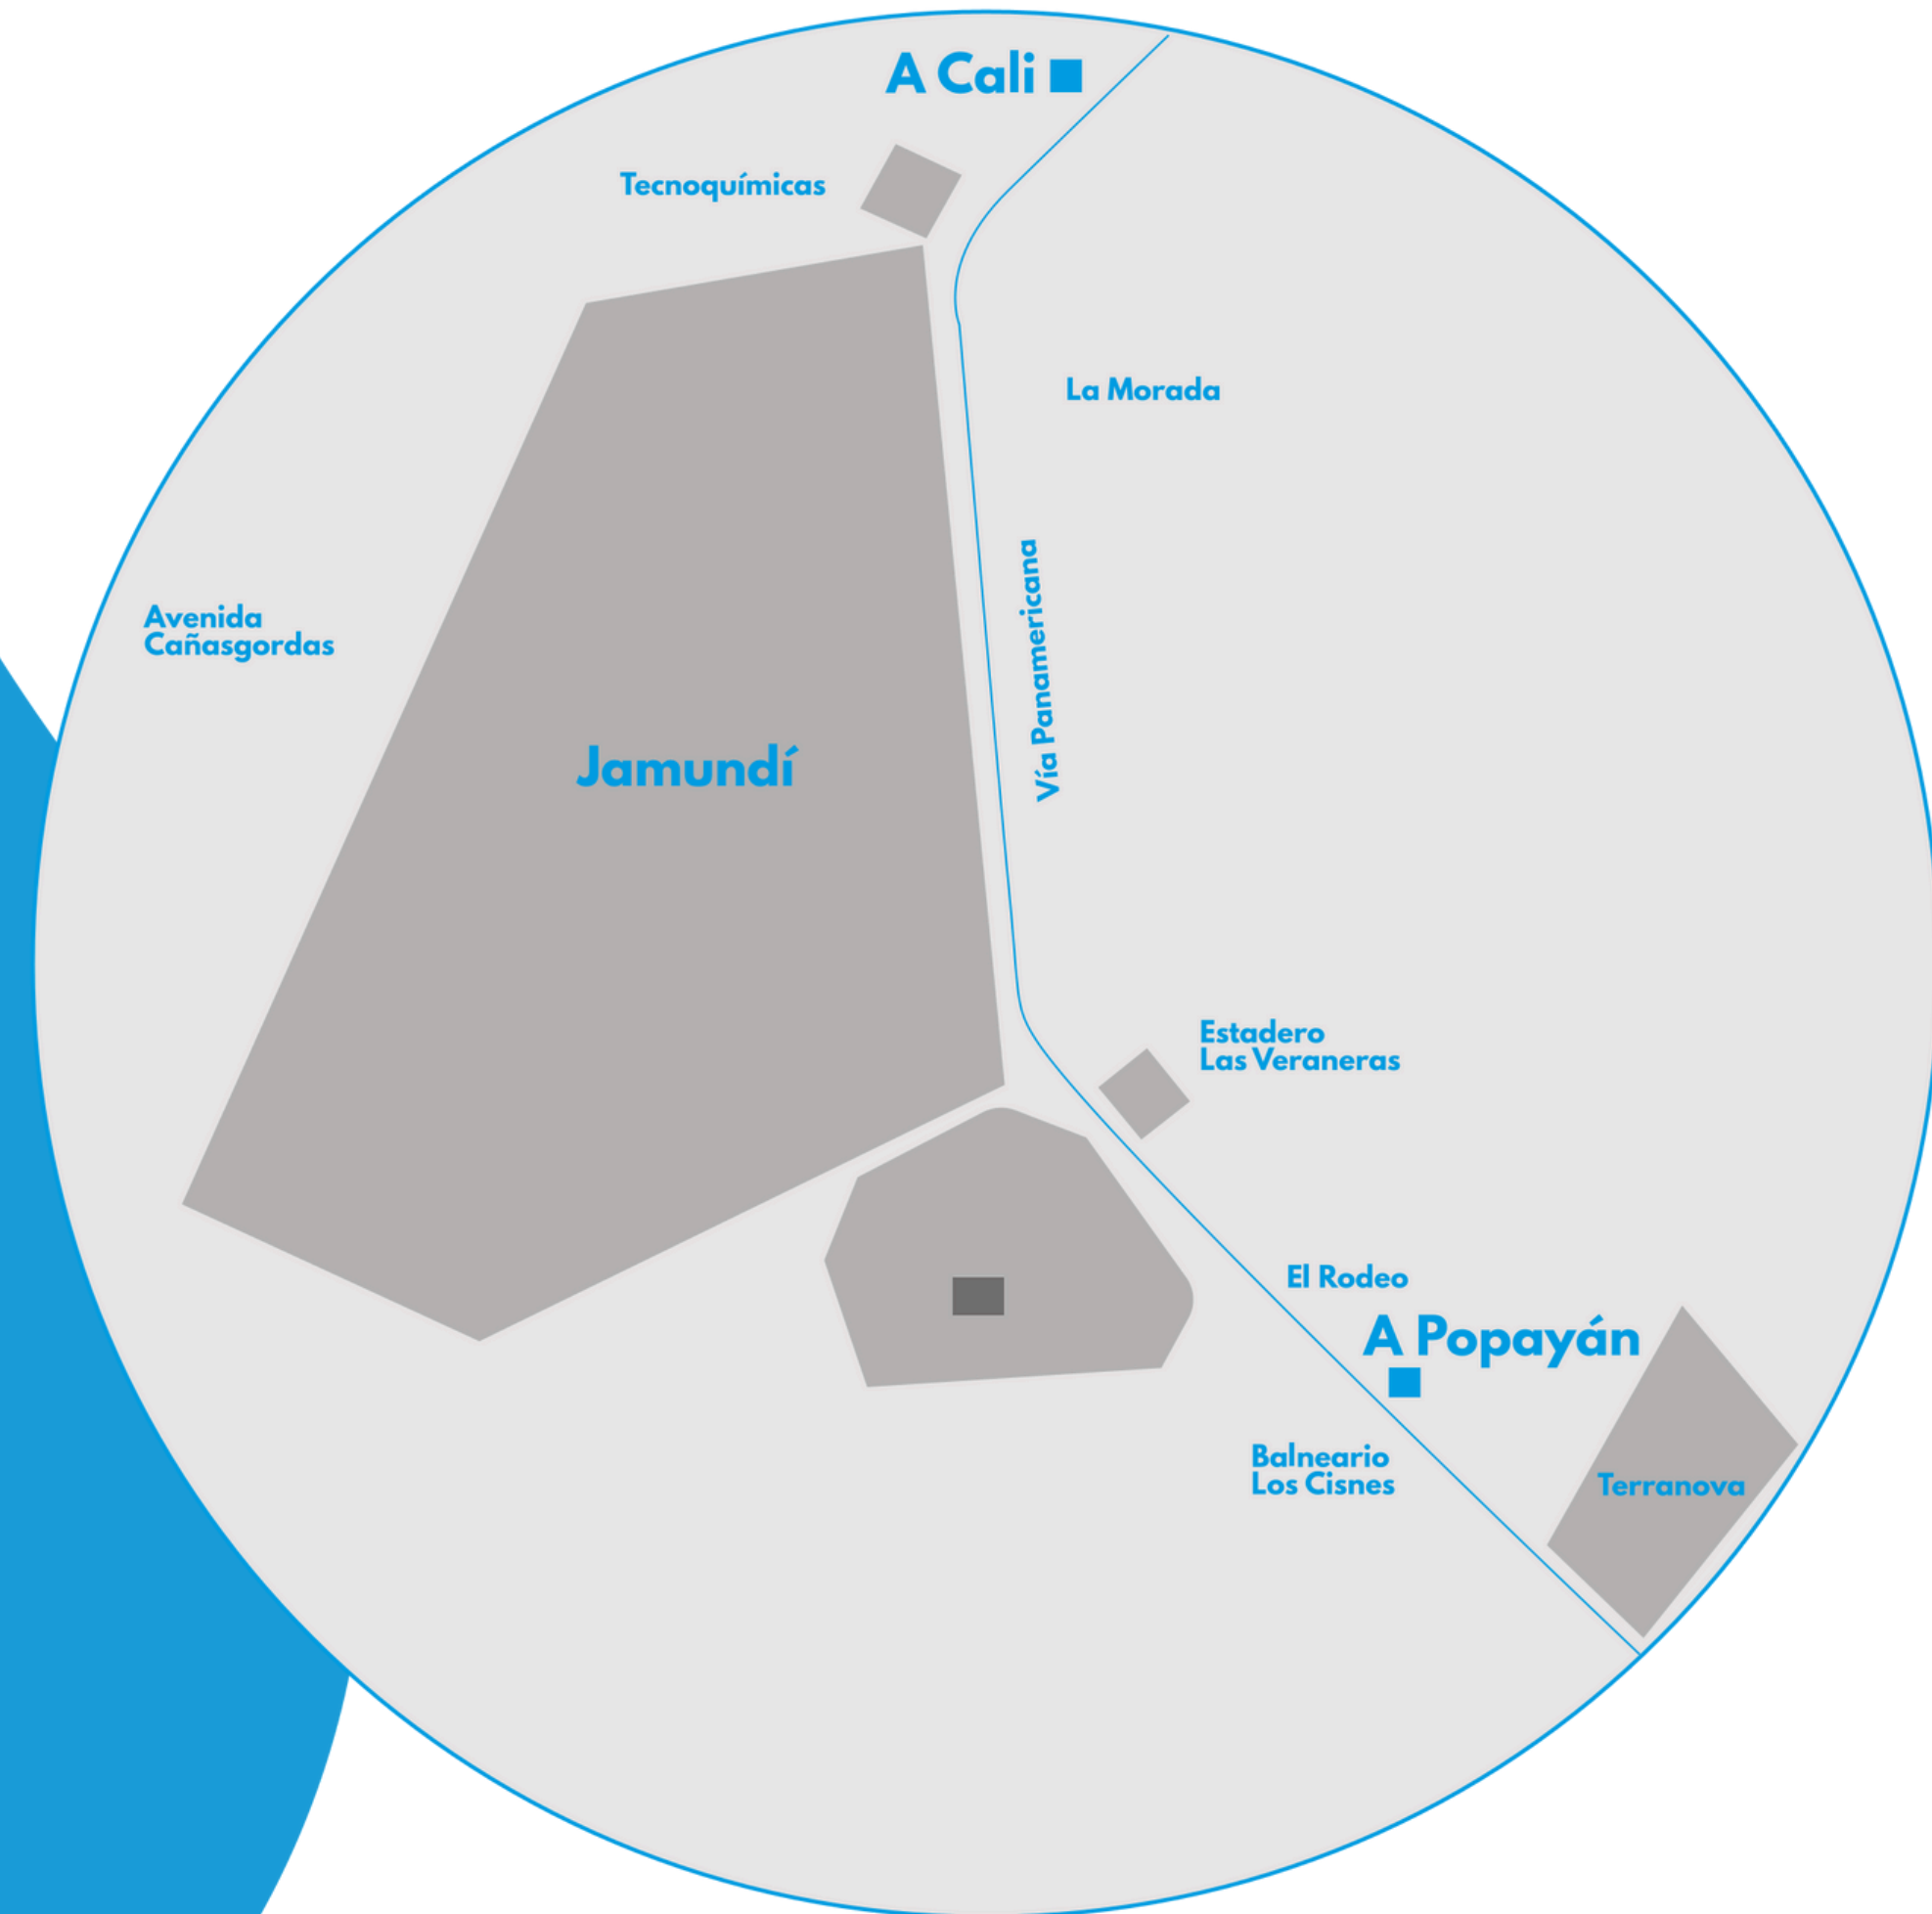 A Cali
Tecnoquímicas
La Morada
Vía Panamericana
Avenida
Cañasgordas
Jamundí
Estadero
Las Veraneras
El Rodeo
A Popayán
Balneario
Los Cisnes
Terranova